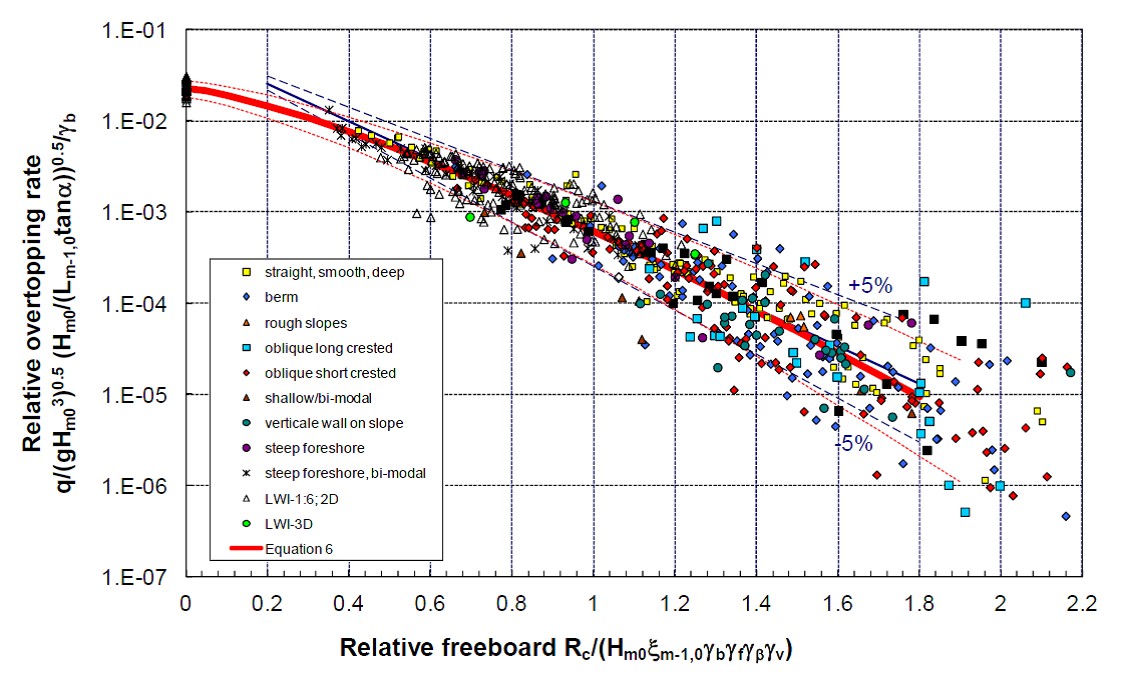 1.E-01
1.E-02
1.E-03
1.E-04
1.E-05
1.E-06
1.E-07
Relative overtopping rate
q/(gHm0³)^0.5 (Hm0/(Lm-1,0tanα))^0.5/γb
straight, smooth, deep
berm
rough slopes
oblique long crested
oblique short crested
shallow/bi-modal
verticale wall on slope
steep foreshore
steep foreshore, bi-modal
LWI-1:6; 2D
LWI-3D
Equation 6
+5%
-5%
0 0.2 0.4 0.6 0.8 1 1.2 1.4 1.6 1.8 2 2.2
Relative freeboard Rc/(Hm0ξm-1,0γbγfγβγv)